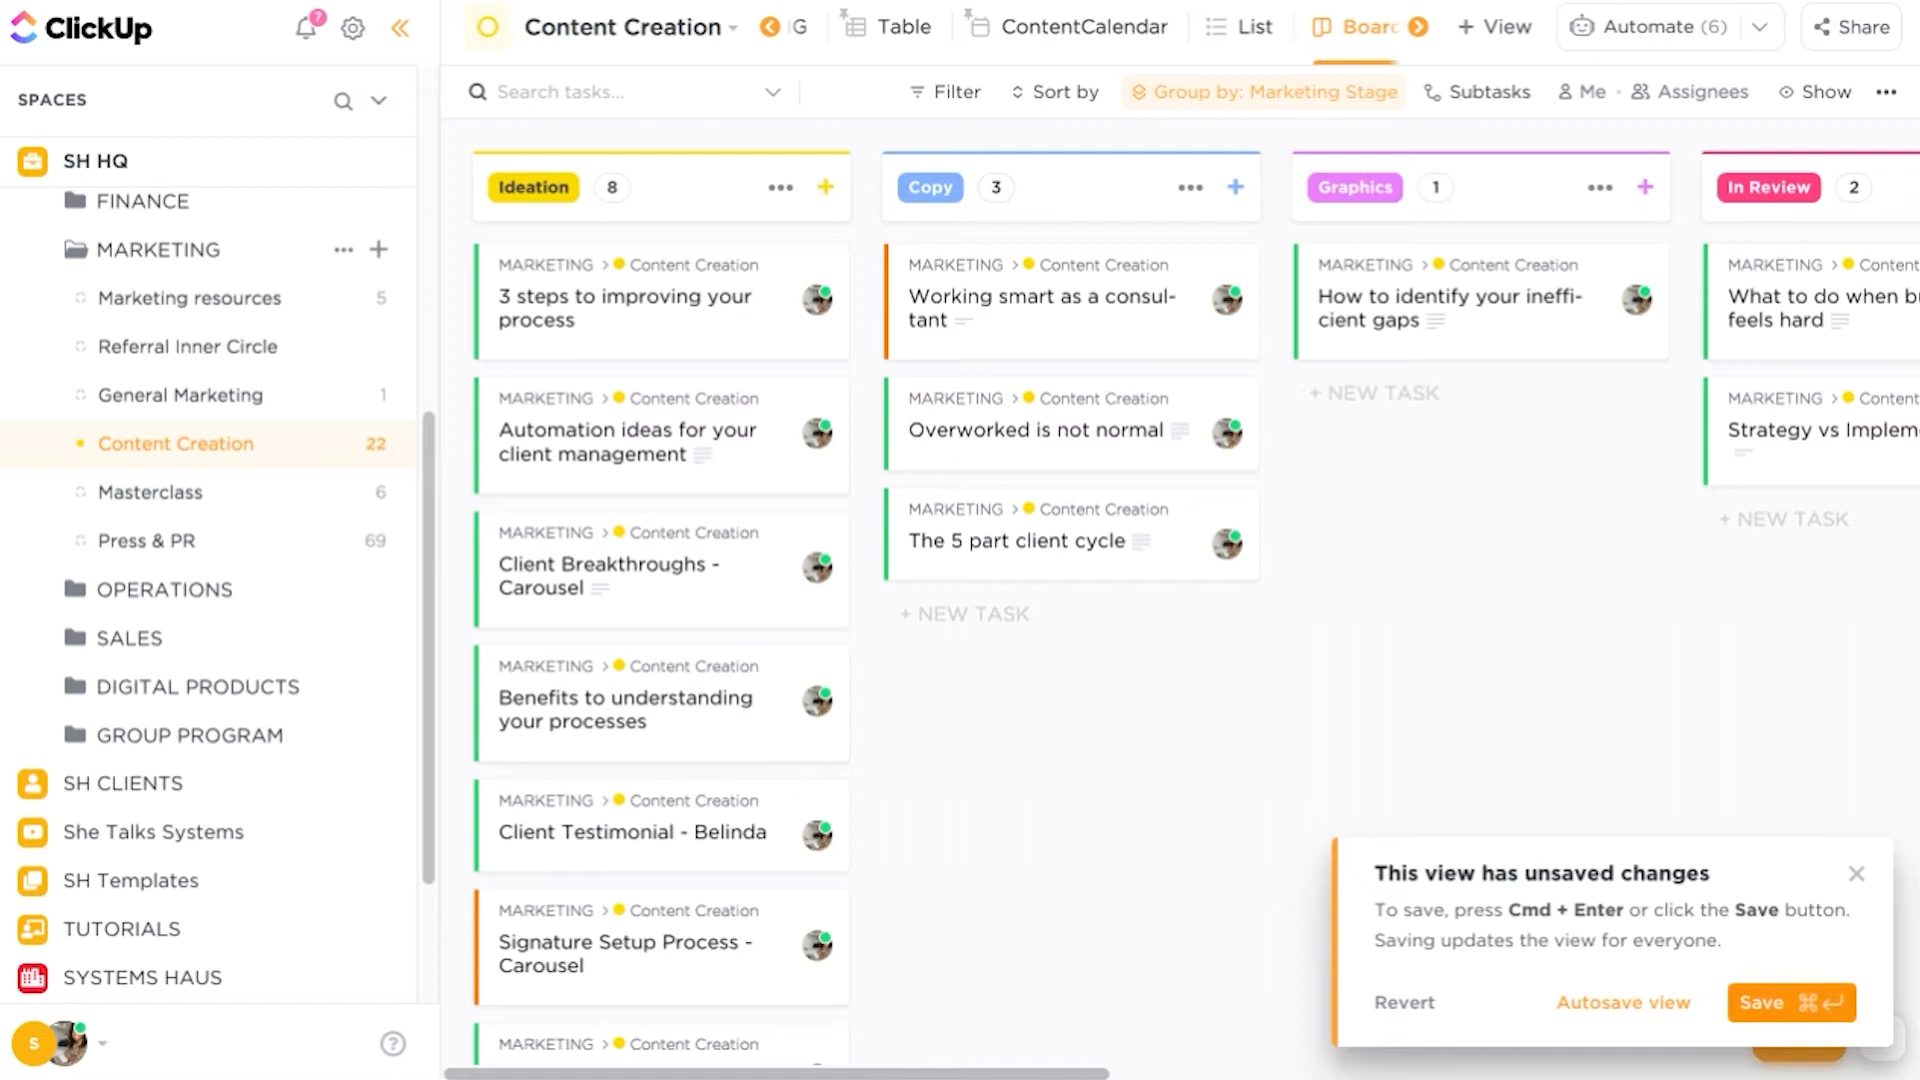 ClickUp
7
SPACES
SH HQ
FINANCE
MARKETING
Marketing resources 5
Referral Inner Circle
General Marketing 1
Content Creation 22
Masterclass 6
Press & PR 69
OPERATIONS
SALES
DIGITAL PRODUCTS
GROUP PROGRAM
SH CLIENTS
She Talks Systems
SH Templates
TUTORIALS
SYSTEMS HAUS
S
Content Creation
G
Table
ContentCalendar
List
Boar
+ View
Automate (6)
Share
Search tasks...
Filter
Sort by
Group by: Marketing Stage
Subtasks
Me
Assignees
Show
Ideation 8
MARKETING > Content Creation
3 steps to improving your
process
MARKETING > Content Creation
Automation ideas for your
client management
MARKETING > Content Creation
Client Breakthroughs -
Carousel
MARKETING > Content Creation
Benefits to understanding
your processes
MARKETING > Content Creation
Client Testimonial - Belinda
MARKETING > Content Creation
Signature Setup Process -
Carousel
MARKETING > Content Creation
Copy 3
MARKETING > Content Creation
Working smart as a consul-
tant
MARKETING > Content Creation
Overworked is not normal
MARKETING > Content Creation
The 5 part client cycle
+ NEW TASK
Graphics 1
MARKETING > Content Creation
How to identify your ineffi-
cient gaps
+ NEW TASK
In Review 2
MARKETING > Content
What to do when bu
feels hard
MARKETING > Content
Strategy vs Implem
+ NEW TASK
This view has unsaved changes
To save, press Cmd + Enter or click the Save button.
Saving updates the view for everyone.
Revert
Autosave view
Save ⌘↵